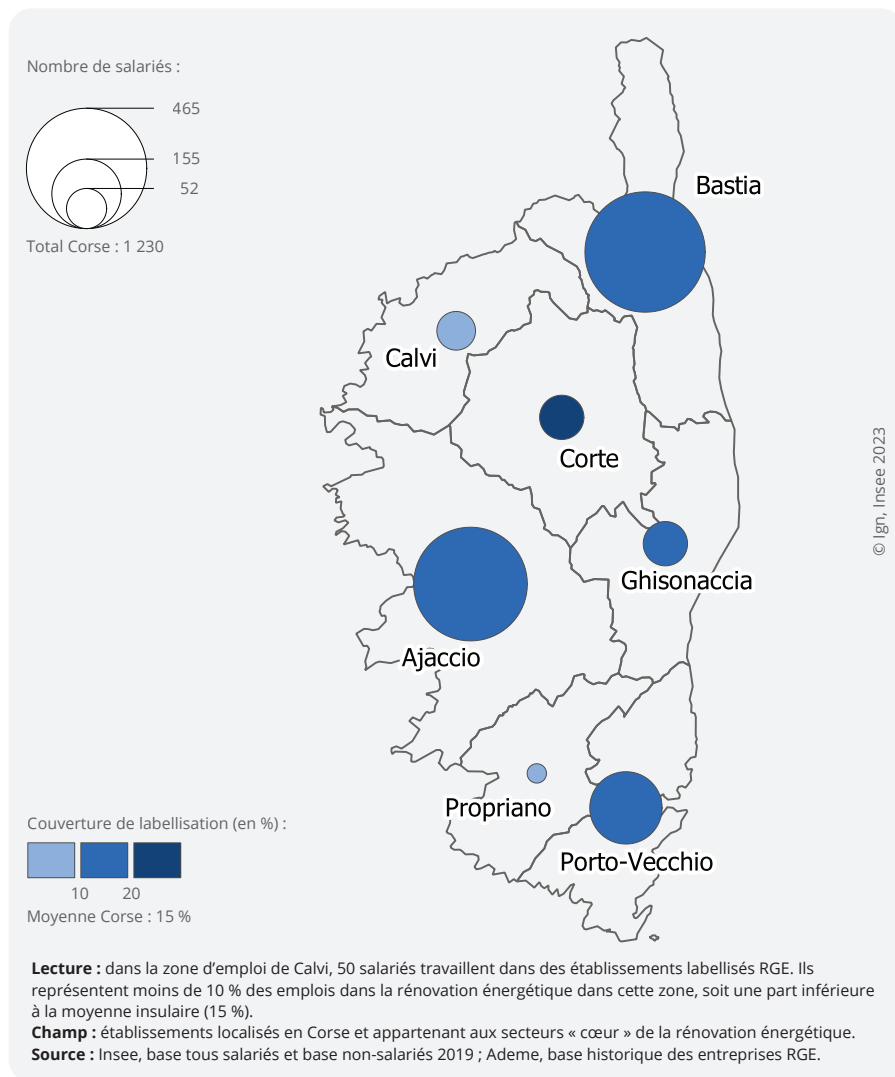 Nombre de salariés :
465
155
52
Total Corse : 1 230
Bastia
Calvi
Corte
Ghisonaccia
Ajaccio
Propriano
Porto-Vecchio
© Ign, Insee 2023
Couverture de labellisation (en %) :
10 20
Moyenne Corse : 15 %
Lecture : dans la zone d'emploi de Calvi, 50 salariés travaillent dans des établissements labellisés RGE. Ils
représentent moins de 10 % des emplois dans la rénovation énergétique dans cette zone, soit une part inférieure
à la moyenne insulaire (15 %).
Champ : établissements localisés en Corse et appartenant aux secteurs « cœur » de la rénovation énergétique.
Source : Insee, base tous salariés et base non-salariés 2019 ; Ademe, base historique des entreprises RGE.